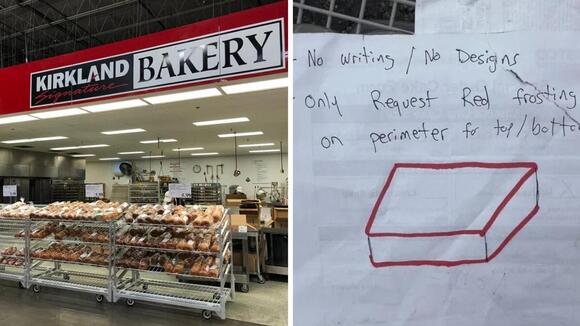 KIRKLAND
Signature
BAKERY
- No writing / No Designs
- Only Request Red frosting
on perimeter for top/bottom